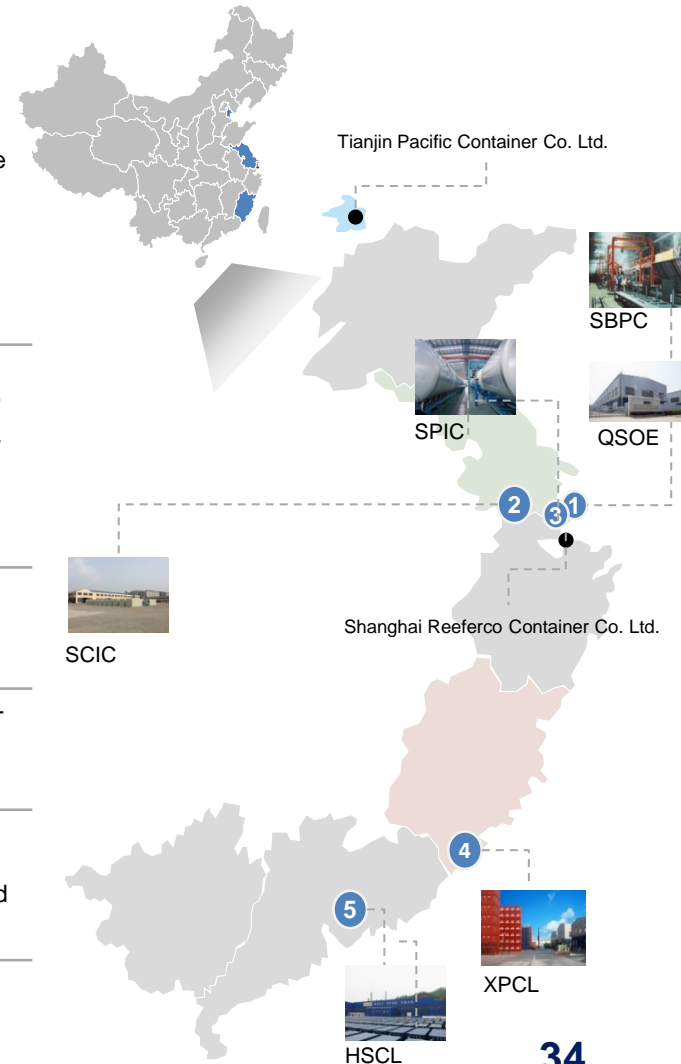 e
Tianjin Pacific Container Co. Ltd.
SBPC
SPIC
QSOE
2
3
1
Shanghai Reeferco Container Co. Ltd.
SCIC
4
d
5
XPCL
HSCL
34